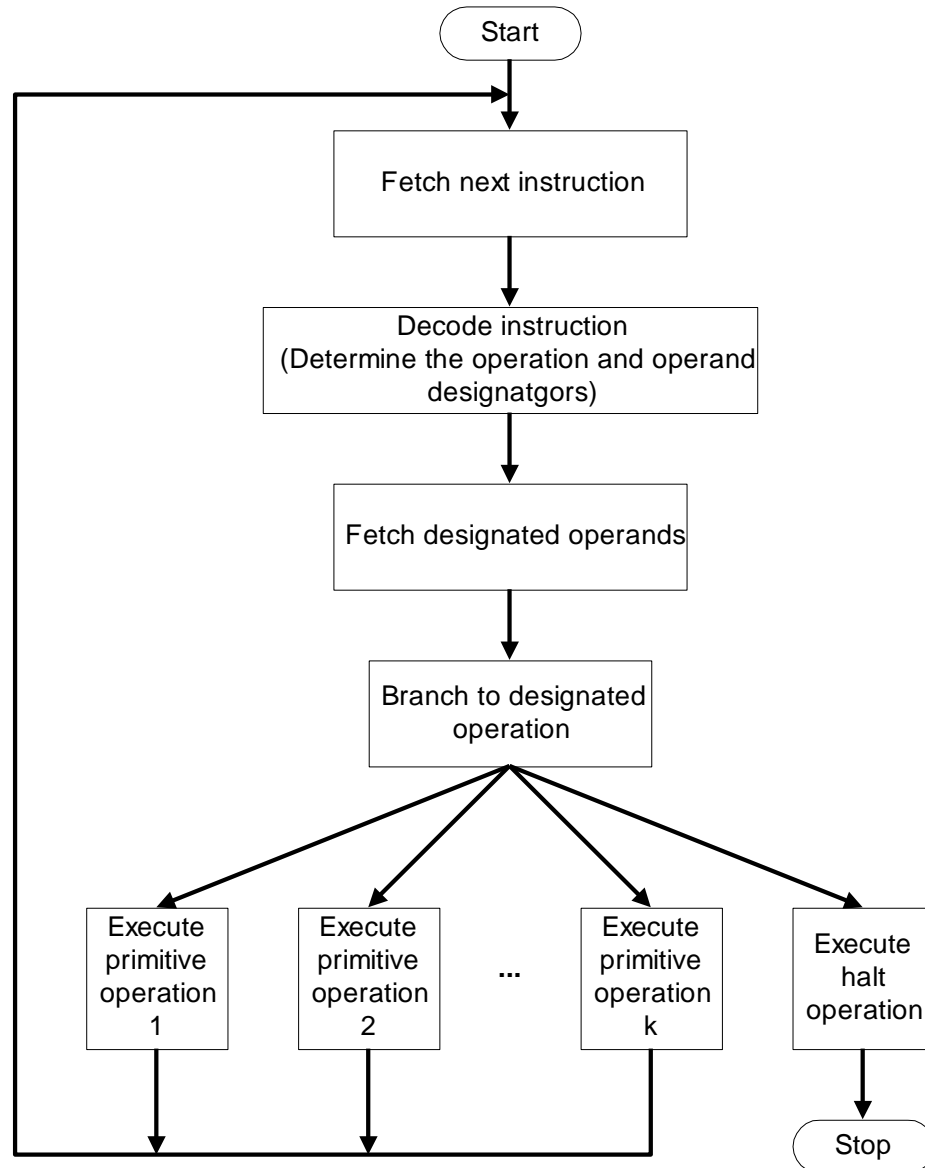 Start
Fetch next instruction
Decode instruction
(Determine the operation and operand
designatgors)
Fetch designated operands
Branch to designated
operation
Execute
primitive
operation
1
Execute
primitive
operation
2
...
Execute
primitive
operation
k
Execute
halt
operation
Stop